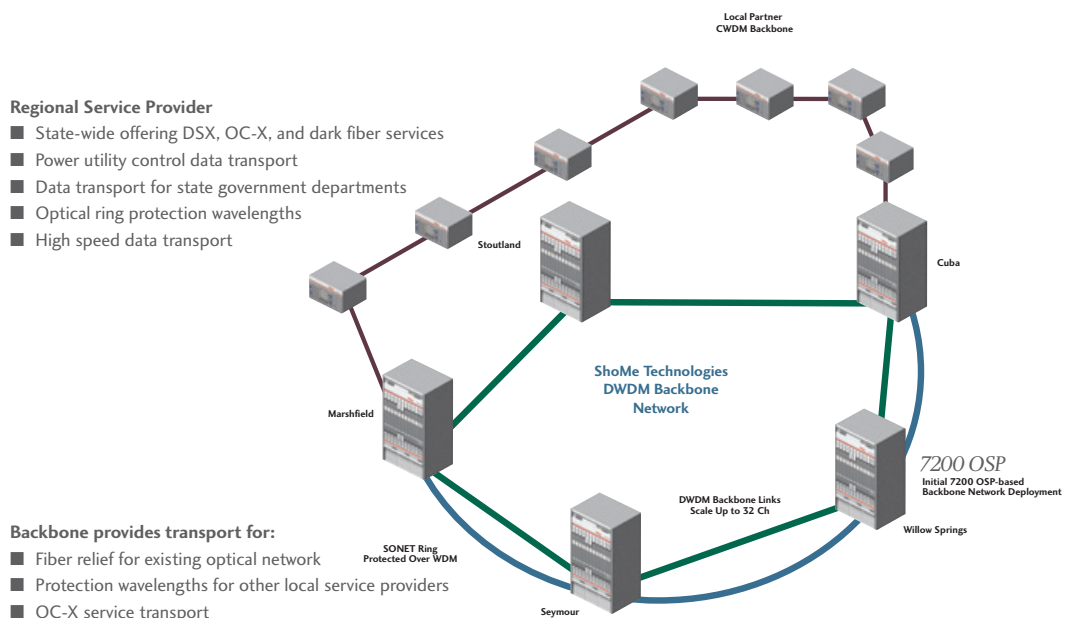 Local Partner
CWDM Backbone
Regional Service Provider
■ State-wide offering DSX, OC-X, and dark fiber services
■ Power utility control data transport
■ Data transport for state government departments
■ Optical ring protection wavelengths
■ High speed data transport
Stoutland
Cuba
ShoMe Technologies
DWDM Backbone
Network
Marshfield
7200 OSP
Initial 7200 OSP-based
Backbone Network Deployment
DWDM Backbone Links
Scale Up to 32 Ch
Willow Springs
Backbone provides transport for:
■ Fiber relief for existing optical network
■ Protection wavelengths for other local service providers
■ OC-X service transport
SONET Ring
Protected Over WDM
Seymour